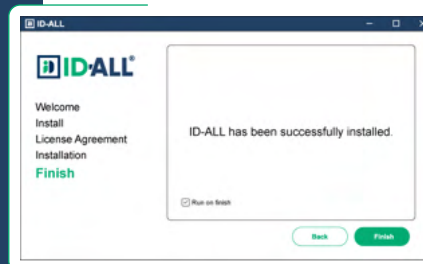 ID-ALL
ID-ALL®
Welcome
Install
License Agreement
Installation
Finish
ID-ALL has been successfully installed.
Run on finish
Back
Finish